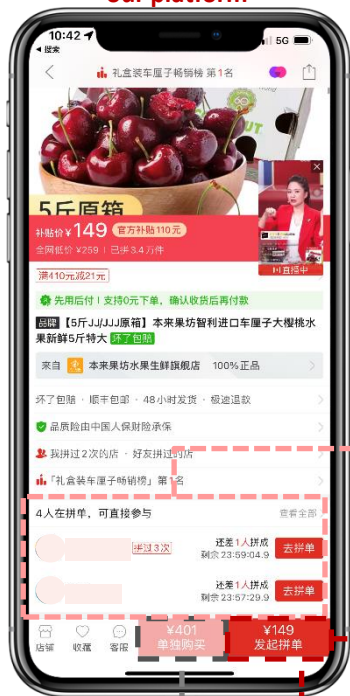 our platform
10:42
5G
◀ 搜索
礼盒装车厘子畅销榜 第1名
5斤原箱
补贴价 ¥149 官方补贴110元
全网低价 ¥259 | 已拼3.4万件
直播中
满410元减21元
先用后付！支持0元下单，确认收货后再付款
品牌【5斤JJ/JJJ原箱】本来果坊智利进口车厘子大樱桃水
果新鲜5斤特大 坏了包赔
来自 本来果坊水果生鲜旗舰店 100%正品
坏了包赔 · 顺丰包邮 · 48小时发货 · 极速退款
品质险由中国人保财险承保
我拼过2次的店 · 好友拼过的店
「礼盒装车厘子畅销榜」第1名
4人在拼单，可直接参与 查看全部
拼过3次 还差1人拼成 去拼单
剩余 23:59:04.9
还差1人拼成 去拼单
剩余 23:57:29.9
店铺 收藏 客服
¥401 ¥149
单独购买 发起拼单